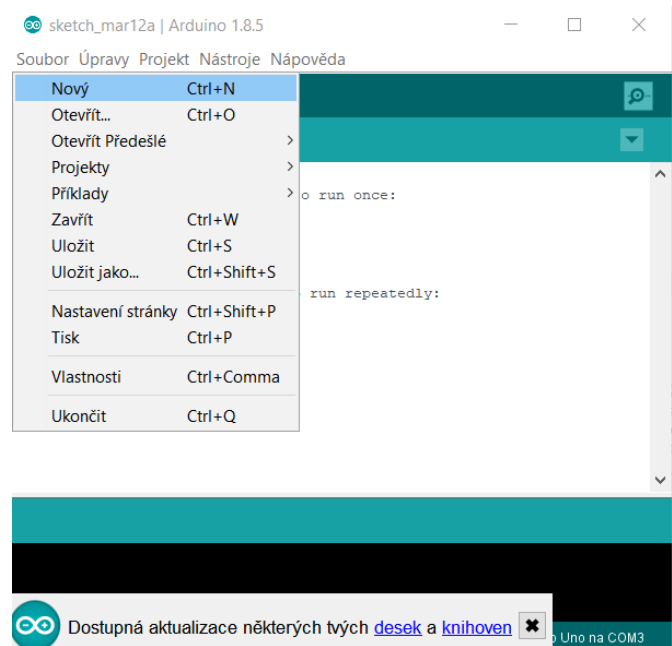 sketch_mar12a | Arduino 1.8.5
Soubor Úpravy Projekt Nástroje Nápověda
Nový Ctrl+N
Otevřít... Ctrl+O
Otevřít Předešlé
Projekty
Příklady
o run once:
Zavřít Ctrl+W
Uložit Ctrl+S
Uložit jako... Ctrl+Shift+S
run repeatedly:
Nastavení stránky Ctrl+Shift+P
Tisk Ctrl+P
Vlastnosti Ctrl+Comma
Ukončit Ctrl+Q
Dostupná aktualizace některých tvých desek a knihoven
Uno na COM3